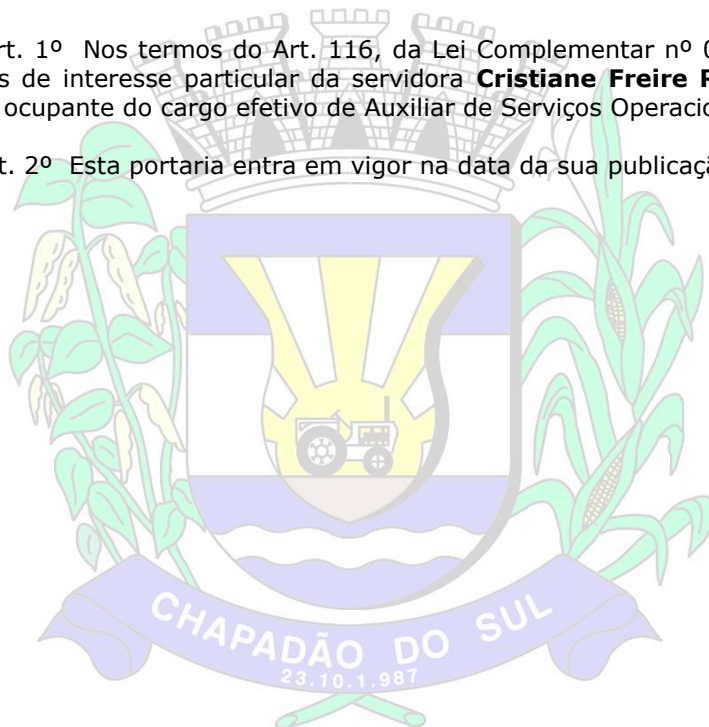 rt. 1º Nos termos do Art. 116, da Lei Complementar nº 0
s de interesse particular da servidora Cristiane Freire R
ocupante do cargo efetivo de Auxiliar de Serviços Operacio
t. 2º Esta portaria entra em vigor na data da sua publicaçã
CHAPADÃO DO SUL
23.10.1.987